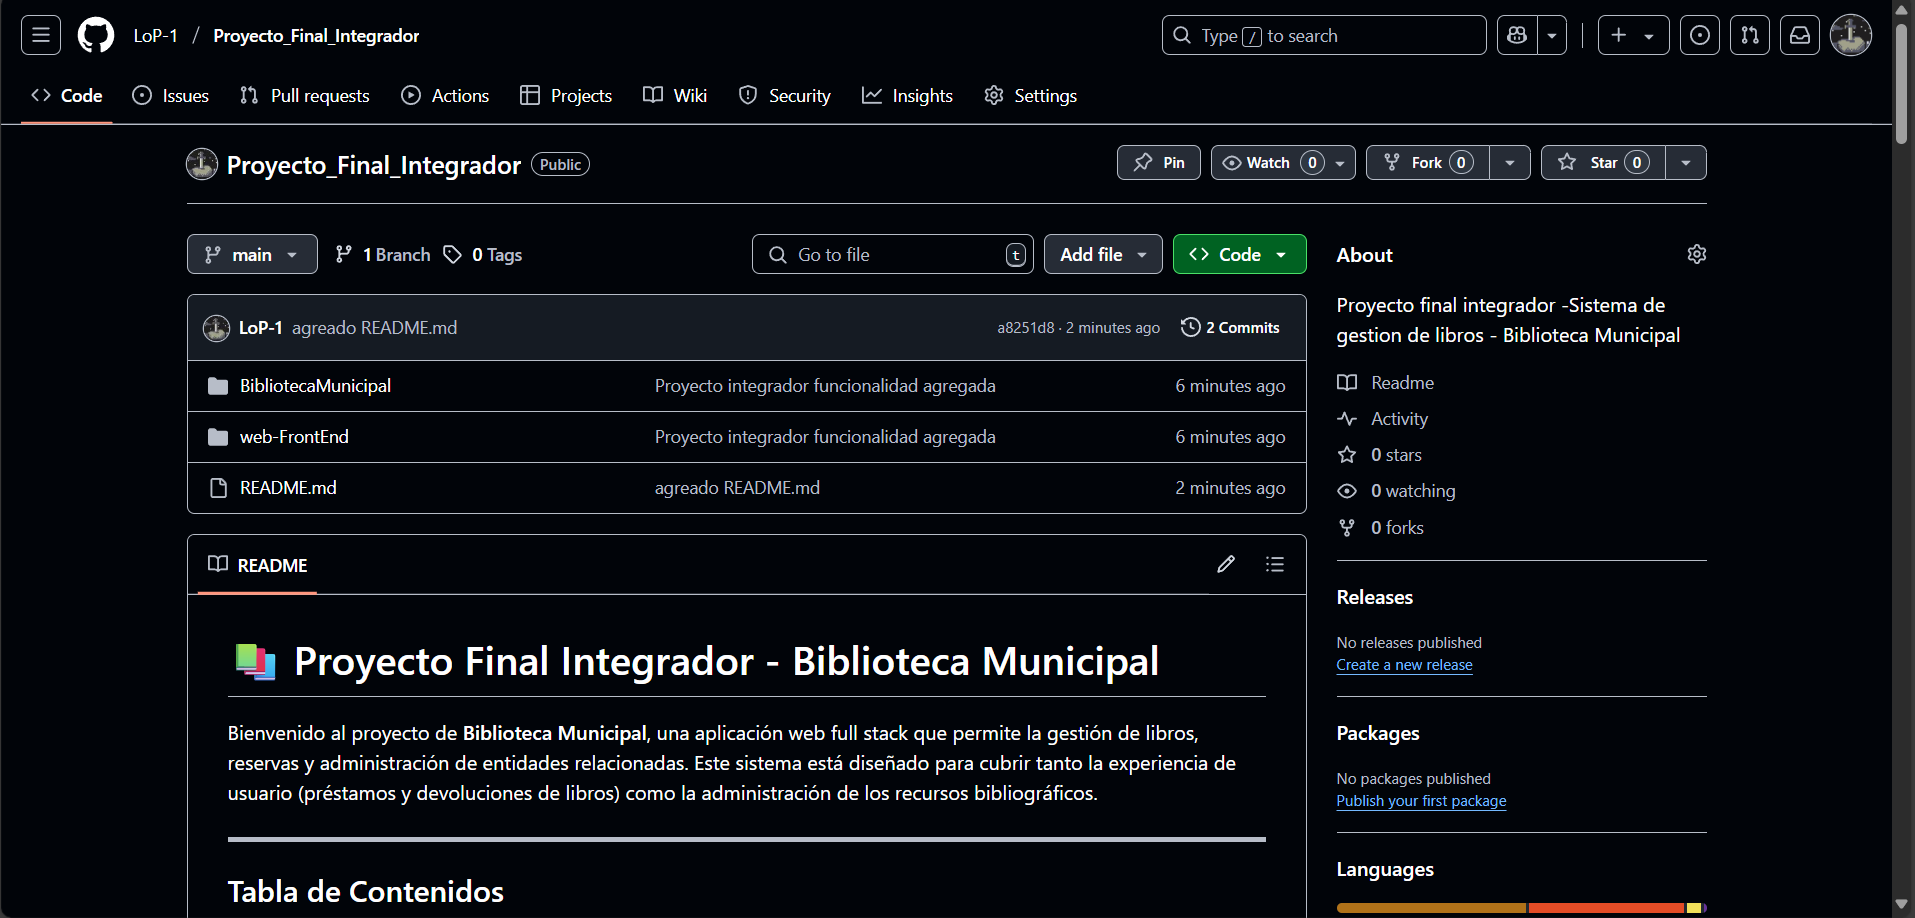 LoP-1 / Proyecto_Final_Integrador
Type / to search
Code Issues Pull requests Actions Projects Wiki Security Insights Settings
Proyecto_Final_Integrador Public
Pin Watch 0 Fork 0 Star 0
main 1 Branch 0 Tags
Go to file t Add file Code
LoP-1 agreado README.md a8251d8 · 2 minutes ago 2 Commits
BibliotecaMunicipal Proyecto integrador funcionalidad agregada 6 minutes ago
web-FrontEnd Proyecto integrador funcionalidad agregada 6 minutes ago
README.md agreado README.md 2 minutes ago
README
Proyecto Final Integrador - Biblioteca Municipal
Bienvenido al proyecto de Biblioteca Municipal, una aplicación web full stack que permite la gestión de libros,
reservas y administración de entidades relacionadas. Este sistema está diseñado para cubrir tanto la experiencia de
usuario (préstamos y devoluciones de libros) como la administración de los recursos bibliográficos.
Tabla de Contenidos
About
Proyecto final integrador -Sistema de
gestion de libros - Biblioteca Municipal
Readme
Activity
0 stars
0 watching
0 forks
Releases
No releases published
Create a new release
Packages
No packages published
Publish your first package
Languages